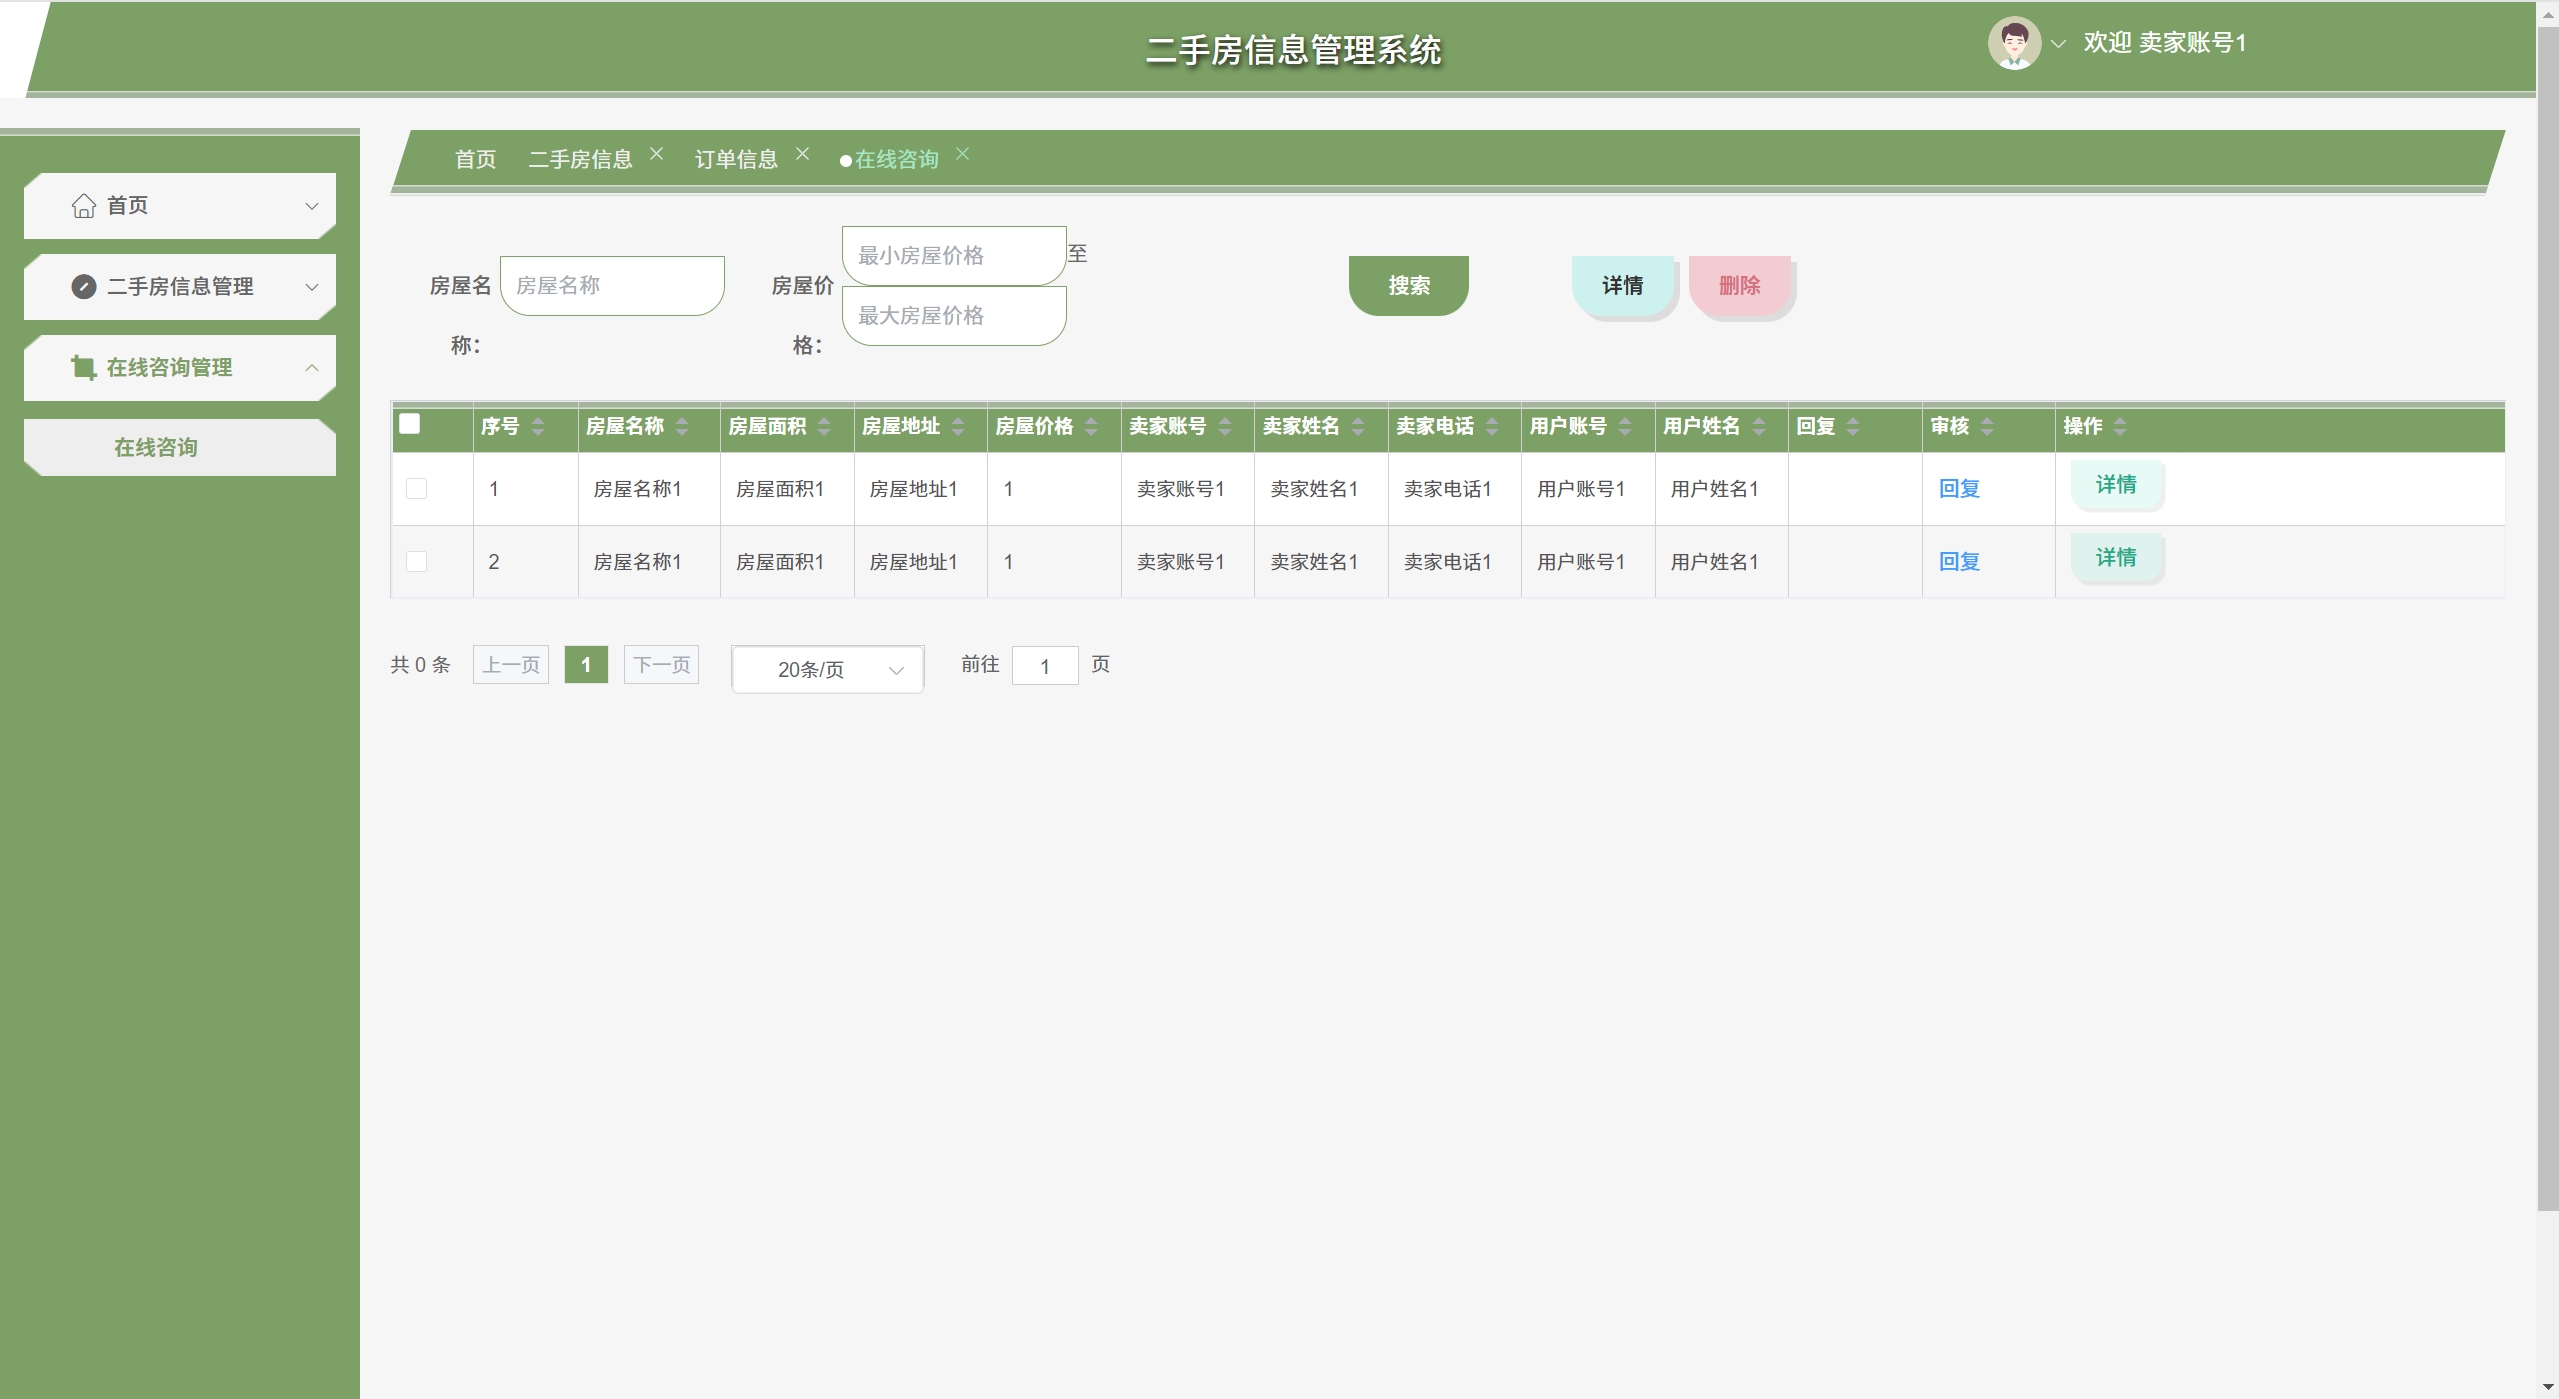 二手房信息管理系统
欢迎 卖家账号1
首页
二手房信息管理
在线咨询管理
在线咨询
首页 二手房信息 订单信息 在线咨询
房屋名称：
房屋名称
房屋价格：
最小房屋价格
至
最大房屋价格
搜索
详情
删除
序号 房屋名称 房屋面积 房屋地址 房屋价格 卖家账号 卖家姓名 卖家电话 用户账号 用户姓名 回复 审核 操作
1 房屋名称1 房屋面积1 房屋地址1 1 卖家账号1 卖家姓名1 卖家电话1 用户账号1 用户姓名1 回复 详情
2 房屋名称1 房屋面积1 房屋地址1 1 卖家账号1 卖家姓名1 卖家电话1 用户账号1 用户姓名1 回复 详情
共 0 条 上一页 1 下一页 20条/页 前往 1 页